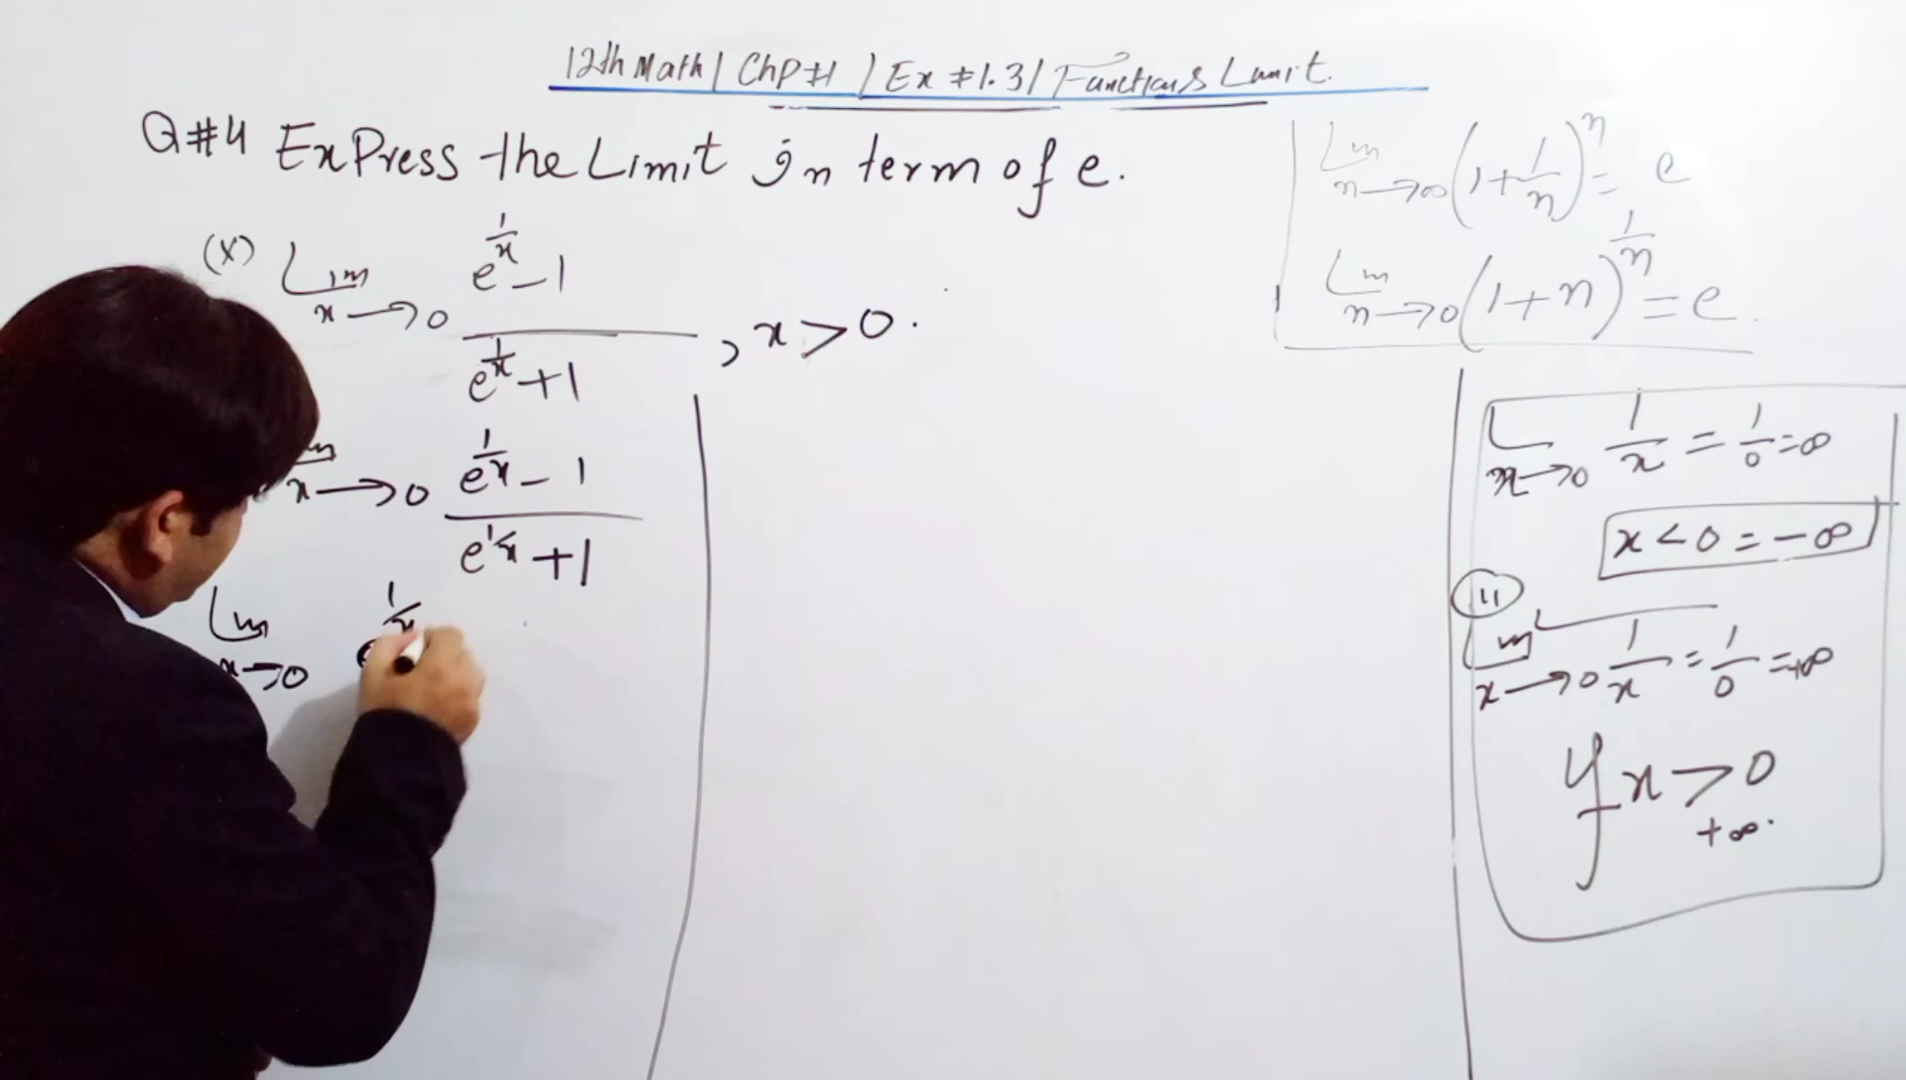 12th Math / Chp #1 / Ex #1.3 / Functions Limit.
Q#4 ExPress the Limit in term of e.
(x) Lim x→0 (e^(1/x) - 1) / (e^(1/x) + 1) , x > 0.
x→0 (e^(1/x) - 1) / (e^(1/x) + 1)
Lim x→0 1/x
Lim n→∞ (1 + 1/n)^n = e
Lim n→0 (1 + n)^(1/n) = e.
L x→0 1/x = 1/0 = ∞
x < 0 = -∞
11
Lim x→0 1/x = 1/0 = +∞
If x > 0
+∞.